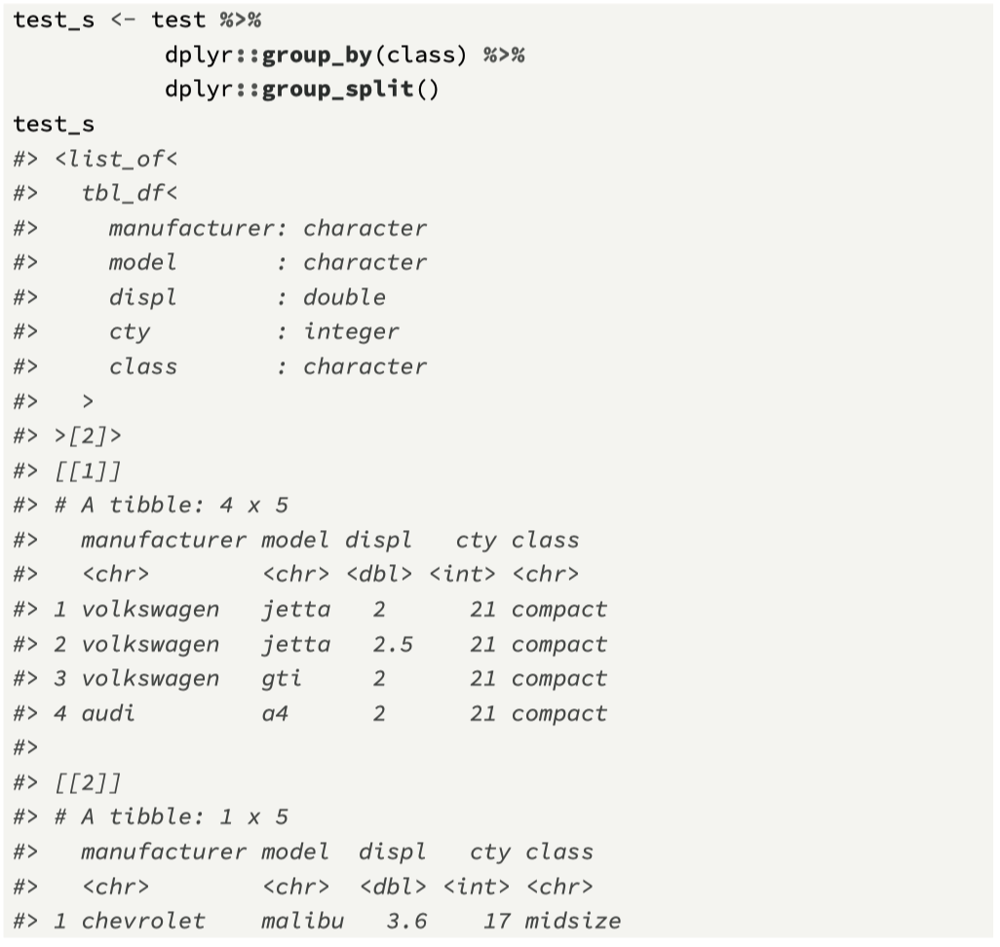 test_s <- test %>%
           dplyr::group_by(class) %>%
           dplyr::group_split()
test_s
#> <list_of<
#>   tbl_df<
#>     manufacturer: character
#>     model       : character
#>     displ       : double
#>     cty         : integer
#>     class       : character
#>   >
#> >[2]>
#> [[1]]
#> # A tibble: 4 x 5
#>   manufacturer model displ   cty class
#>   <chr>        <chr> <dbl> <int> <chr>
#> 1 volkswagen   jetta   2      21 compact
#> 2 volkswagen   jetta   2.5    21 compact
#> 3 volkswagen   gti     2      21 compact
#> 4 audi         a4      2      21 compact
#>
#> [[2]]
#> # A tibble: 1 x 5
#>   manufacturer model  displ   cty class
#>   <chr>        <chr>  <dbl> <int> <chr>
#> 1 chevrolet    malibu   3.6    17 midsize